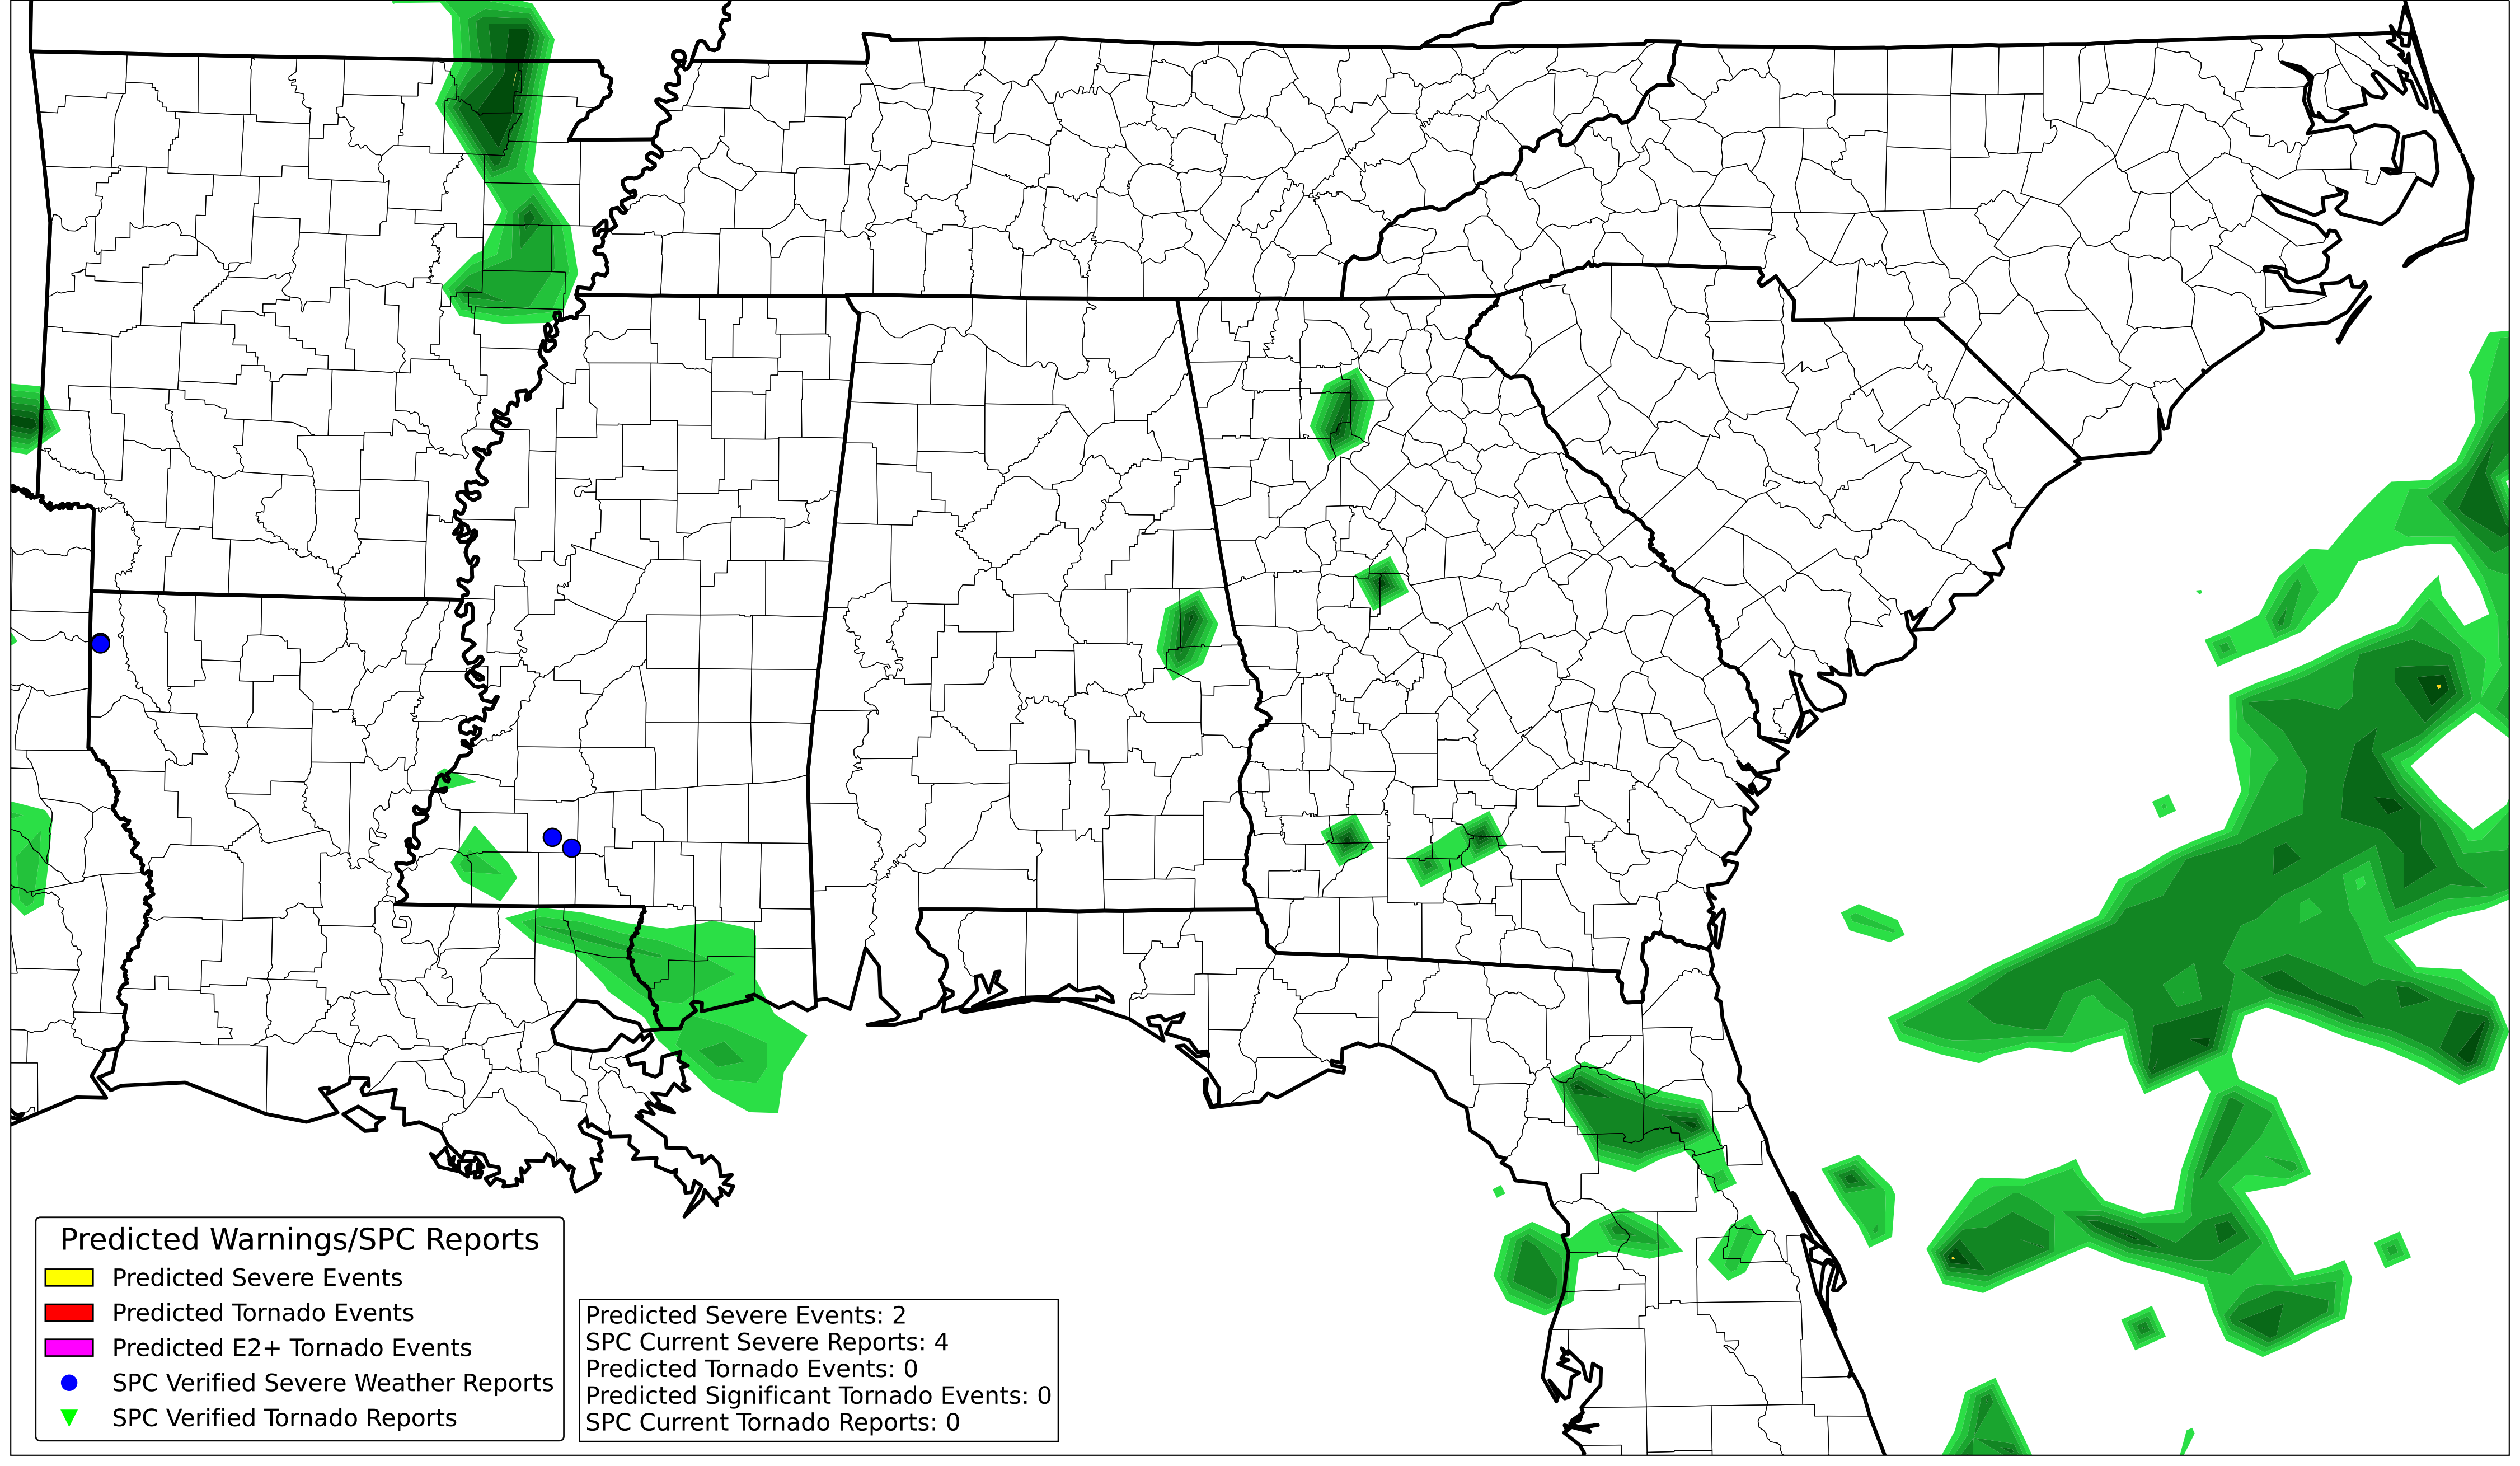 Predicted Warnings/SPC Reports
Predicted Severe Events
Predicted Tornado Events
Predicted E2+ Tornado Events
SPC Verified Severe Weather Reports
SPC Verified Tornado Reports
Predicted Severe Events: 2
SPC Current Severe Reports: 4
Predicted Tornado Events: 0
Predicted Significant Tornado Events: 0
SPC Current Tornado Reports: 0